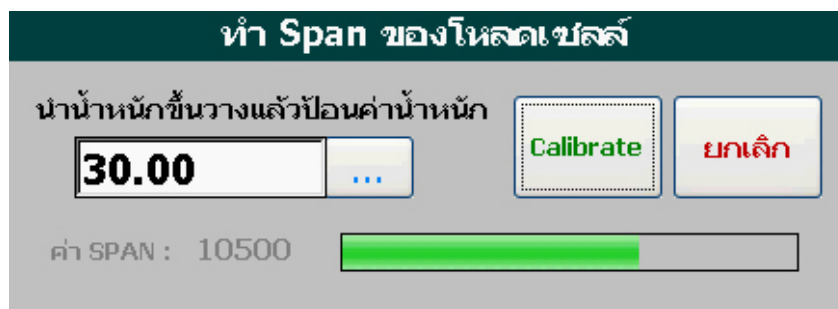 ทำ Span ของโหลดเซลล์
นำน้ำหนักขึ้นวางแล้วป้อนค่าน้ำหนัก
30.00
...
Calibrate
ยกเลิก
ค่า SPAN : 10500